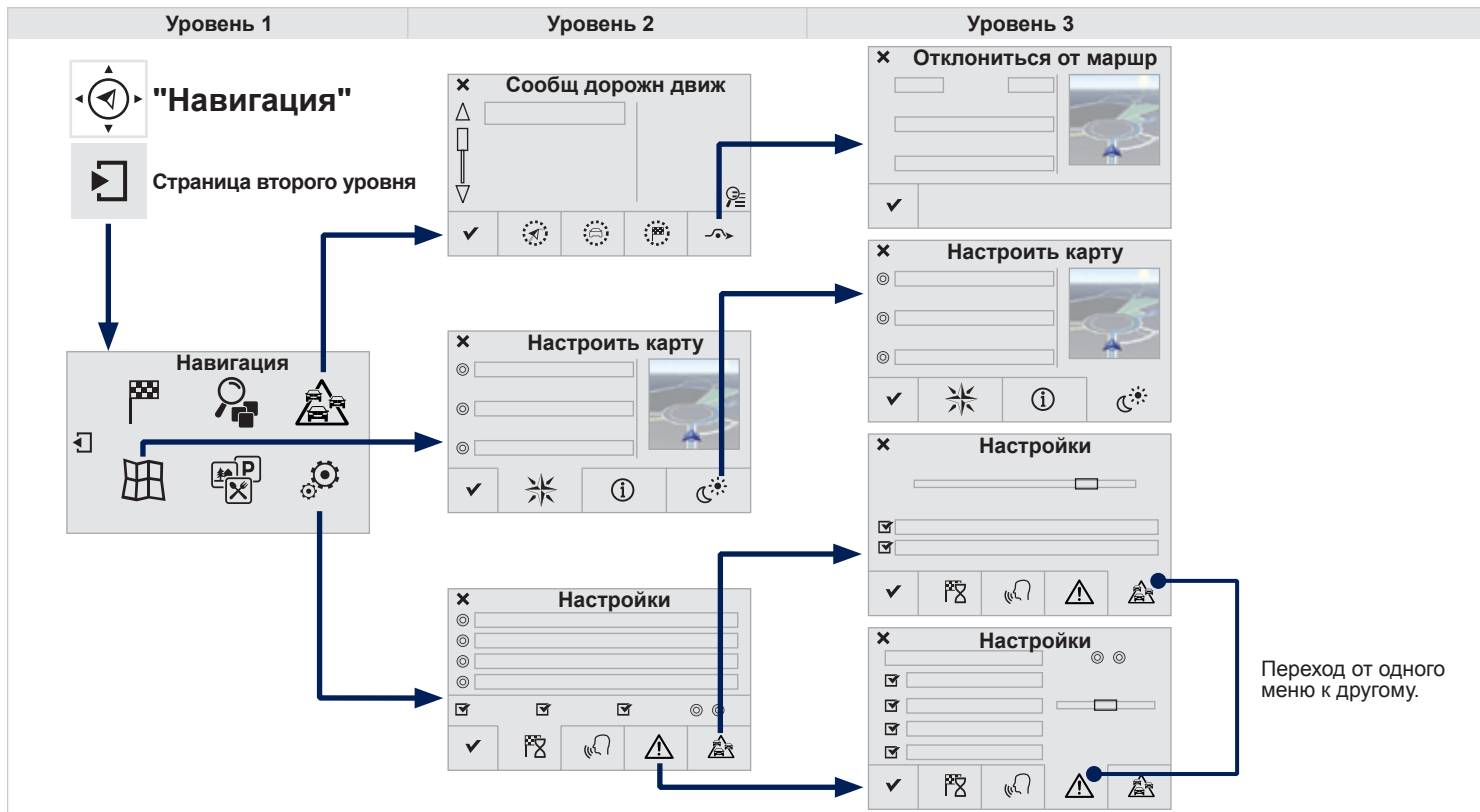 Уровень 1
Уровень 2
Уровень 3
"Навигация"
Страница второго уровня
Навигация
P
Сообщ дорожн движ
Настроить карту
Настройки
Отклониться от маршр
Настроить карту
Настройки
Настройки
Переход от одного
меню к другому.